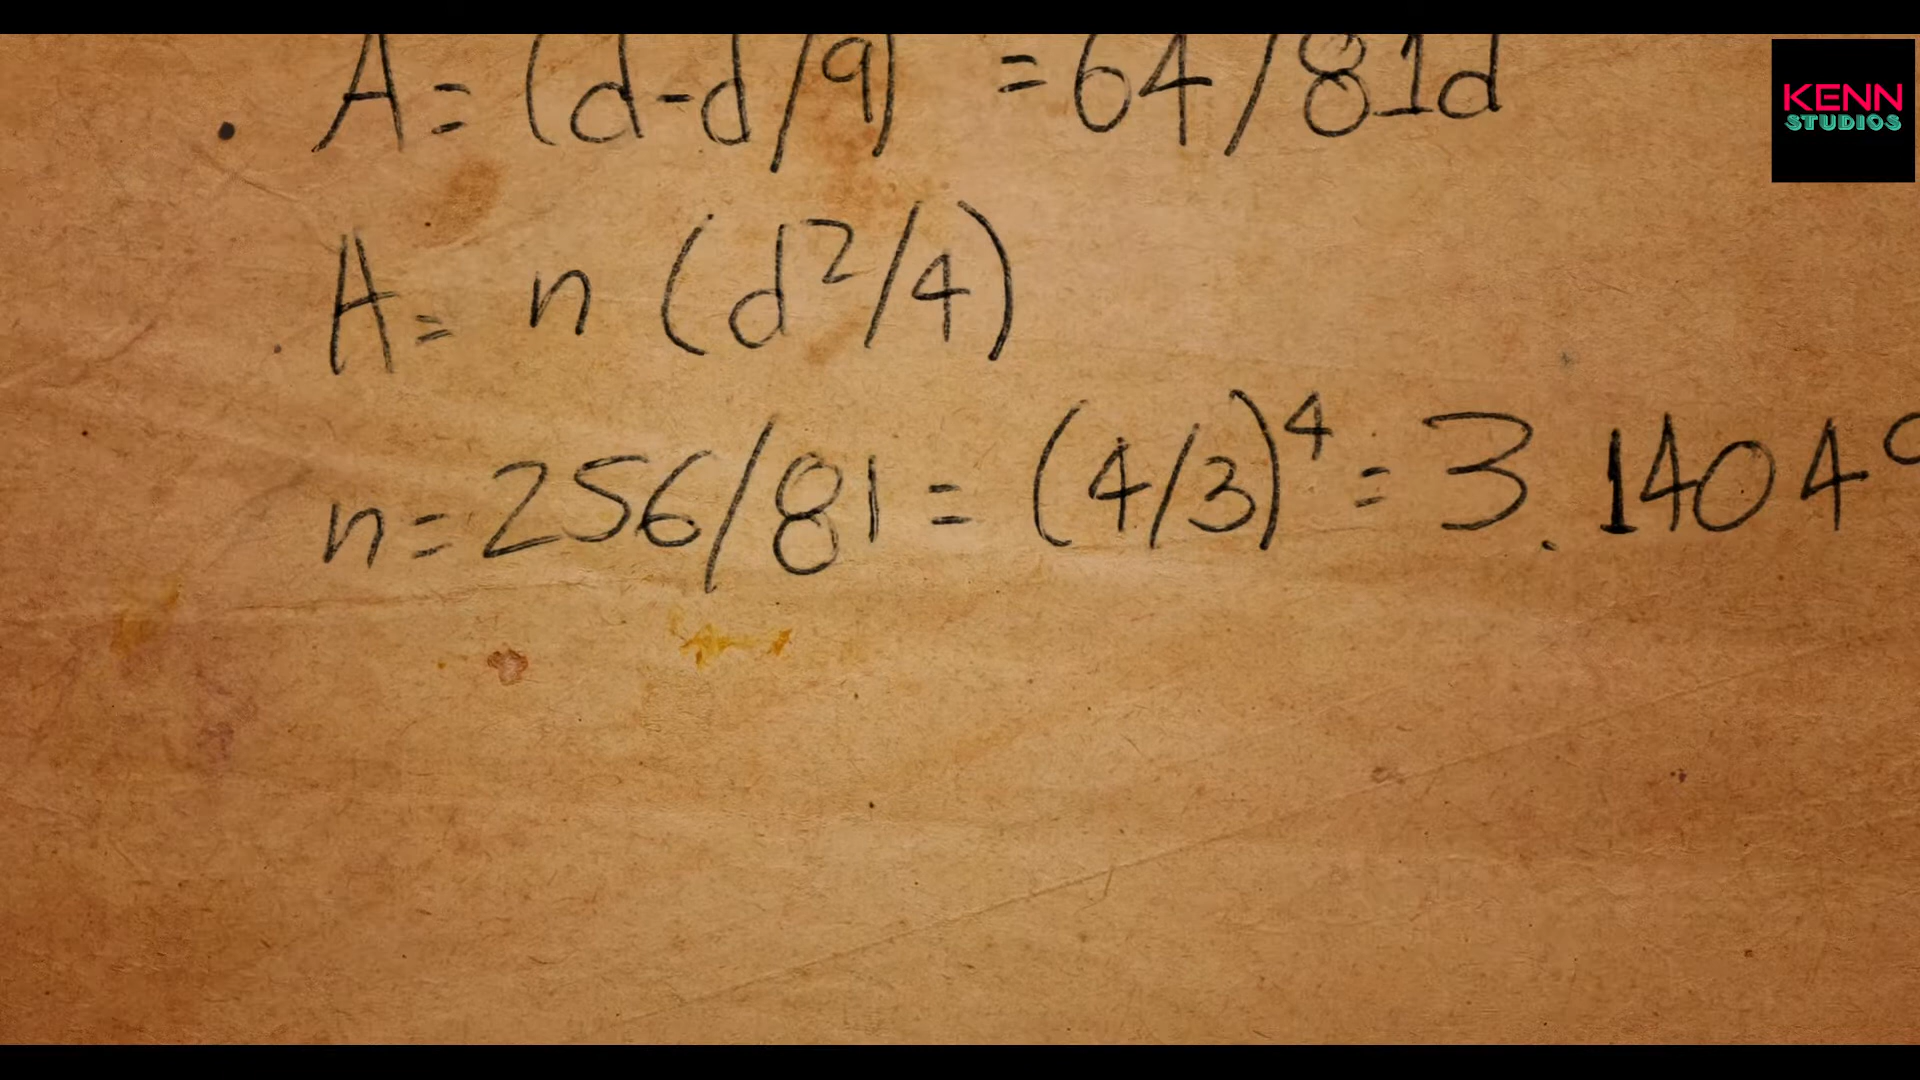 A = (d-d/9) = 64/81d
KENN
STUDIOS
A = n (d²/4)
n = 256/81 = (4/3)⁴ = 3.1404